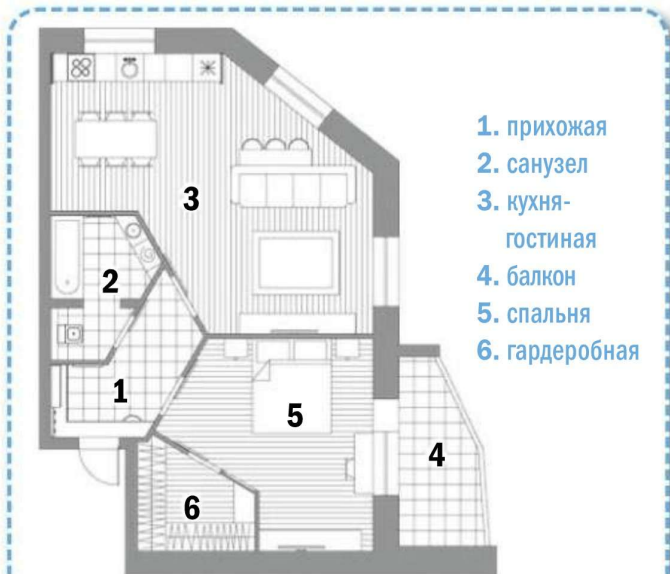 1. прихожая
2. санузел
3. кухня-
гостиная
4. балкон
5. спальня
6. гардеробная
3
2
1
5
4
6